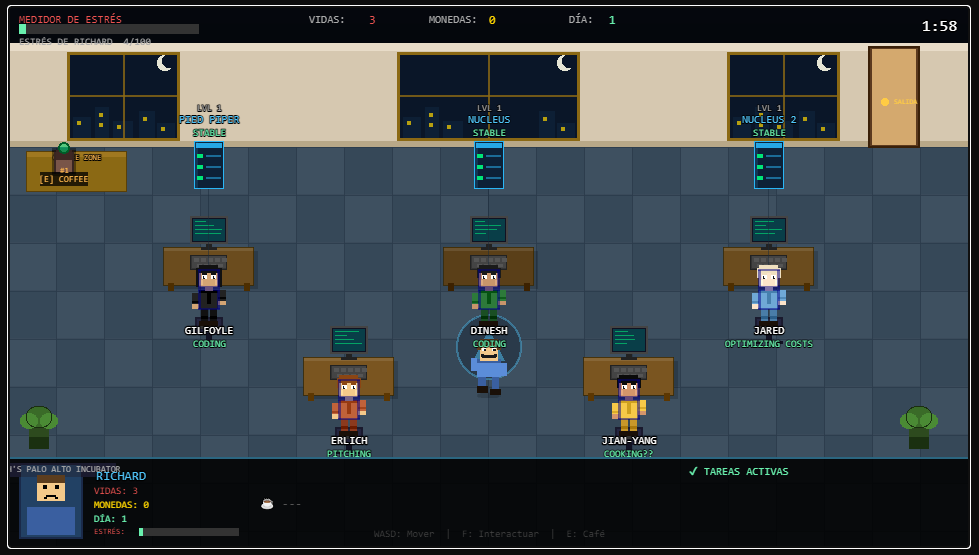 MEDIDOR DE ESTRÉS
VIDAS: 3
MONEDAS: 0
DÍA: 1
1:58
ESTRÉS DE RICHARD 4/100
SALIDA
LVL 1
PIED PIPER
STABLE
LVL 1
NUCLEUS
STABLE
LVL 1
NUCLEUS 2
STABLE
E ZONE
#1
[E] COFFEE
GILFOYLE
CODING
DINESH
CODING
JARED
OPTIMIZING COSTS
ERLICH
PITCHING
JIAN-YANG
COOKING??
H'S PALO ALTO INCUBATOR
RICHARD
VIDAS: 3
MONEDAS: 0
DÍA: 1
ESTRÉS:
---
✓ TAREAS ACTIVAS
WASD: Mover | F: Interactuar | E: Café